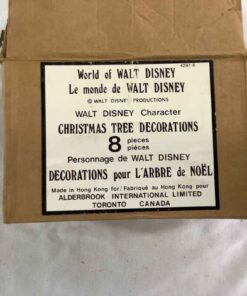 4297-8
World of WALT DISNEY
Le monde de WALT DISNEY
© WALT DISNEY PRODUCTIONS
WALT DISNEY Character
CHRISTMAS TREE DECORATIONS
8 pieces
pièces
Personnage de WALT DISNEY
DECORATIONS pour L'ARBRE de NOËL
Made in Hong Kong for/Fabriqué au Hong Kong pour
ALDERBROOK INTERNATIONAL LIMITED
TORONTO CANADA